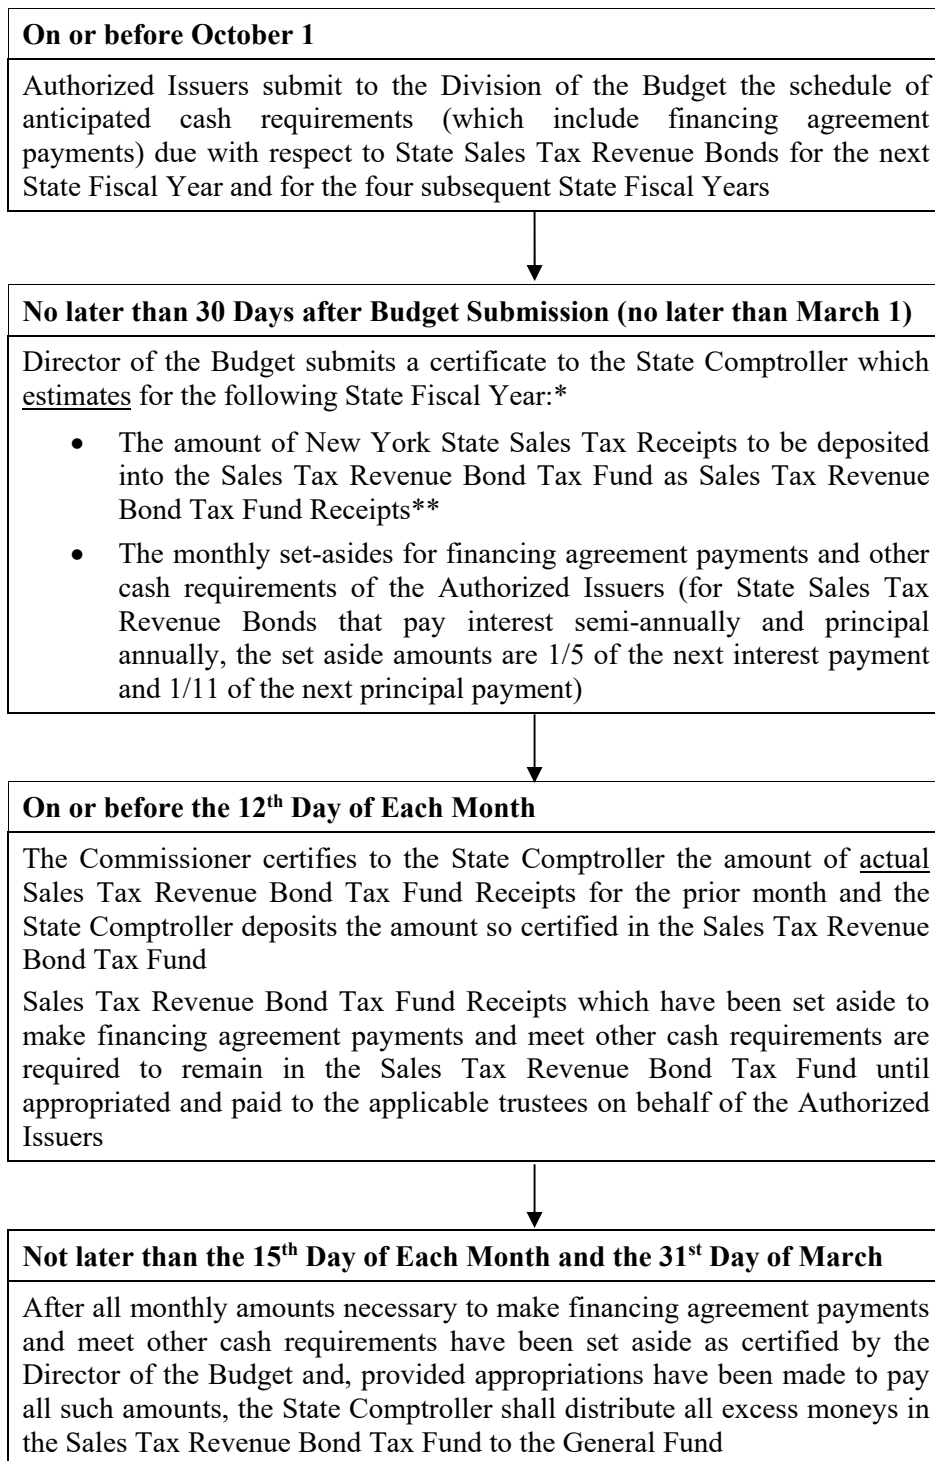 On or before October 1
Authorized Issuers submit to the Division of the Budget the schedule of
anticipated cash requirements (which include financing agreement
payments) due with respect to State Sales Tax Revenue Bonds for the next
State Fiscal Year and for the four subsequent State Fiscal Years
No later than 30 Days after Budget Submission (no later than March 1)
Director of the Budget submits a certificate to the State Comptroller which
estimates for the following State Fiscal Year:*
• The amount of New York State Sales Tax Receipts to be deposited
into the Sales Tax Revenue Bond Tax Fund as Sales Tax Revenue
Bond Tax Fund Receipts**
• The monthly set-asides for financing agreement payments and other
cash requirements of the Authorized Issuers (for State Sales Tax
Revenue Bonds that pay interest semi-annually and principal
annually, the set aside amounts are 1/5 of the next interest payment
and 1/11 of the next principal payment)
On or before the 12th Day of Each Month
The Commissioner certifies to the State Comptroller the amount of actual
Sales Tax Revenue Bond Tax Fund Receipts for the prior month and the
State Comptroller deposits the amount so certified in the Sales Tax Revenue
Bond Tax Fund
Sales Tax Revenue Bond Tax Fund Receipts which have been set aside to
make financing agreement payments and meet other cash requirements are
required to remain in the Sales Tax Revenue Bond Tax Fund until
appropriated and paid to the applicable trustees on behalf of the Authorized
Issuers
Not later than the 15th Day of Each Month and the 31st Day of March
After all monthly amounts necessary to make financing agreement payments
and meet other cash requirements have been set aside as certified by the
Director of the Budget and, provided appropriations have been made to pay
all such amounts, the State Comptroller shall distribute all excess moneys in
the Sales Tax Revenue Bond Tax Fund to the General Fund